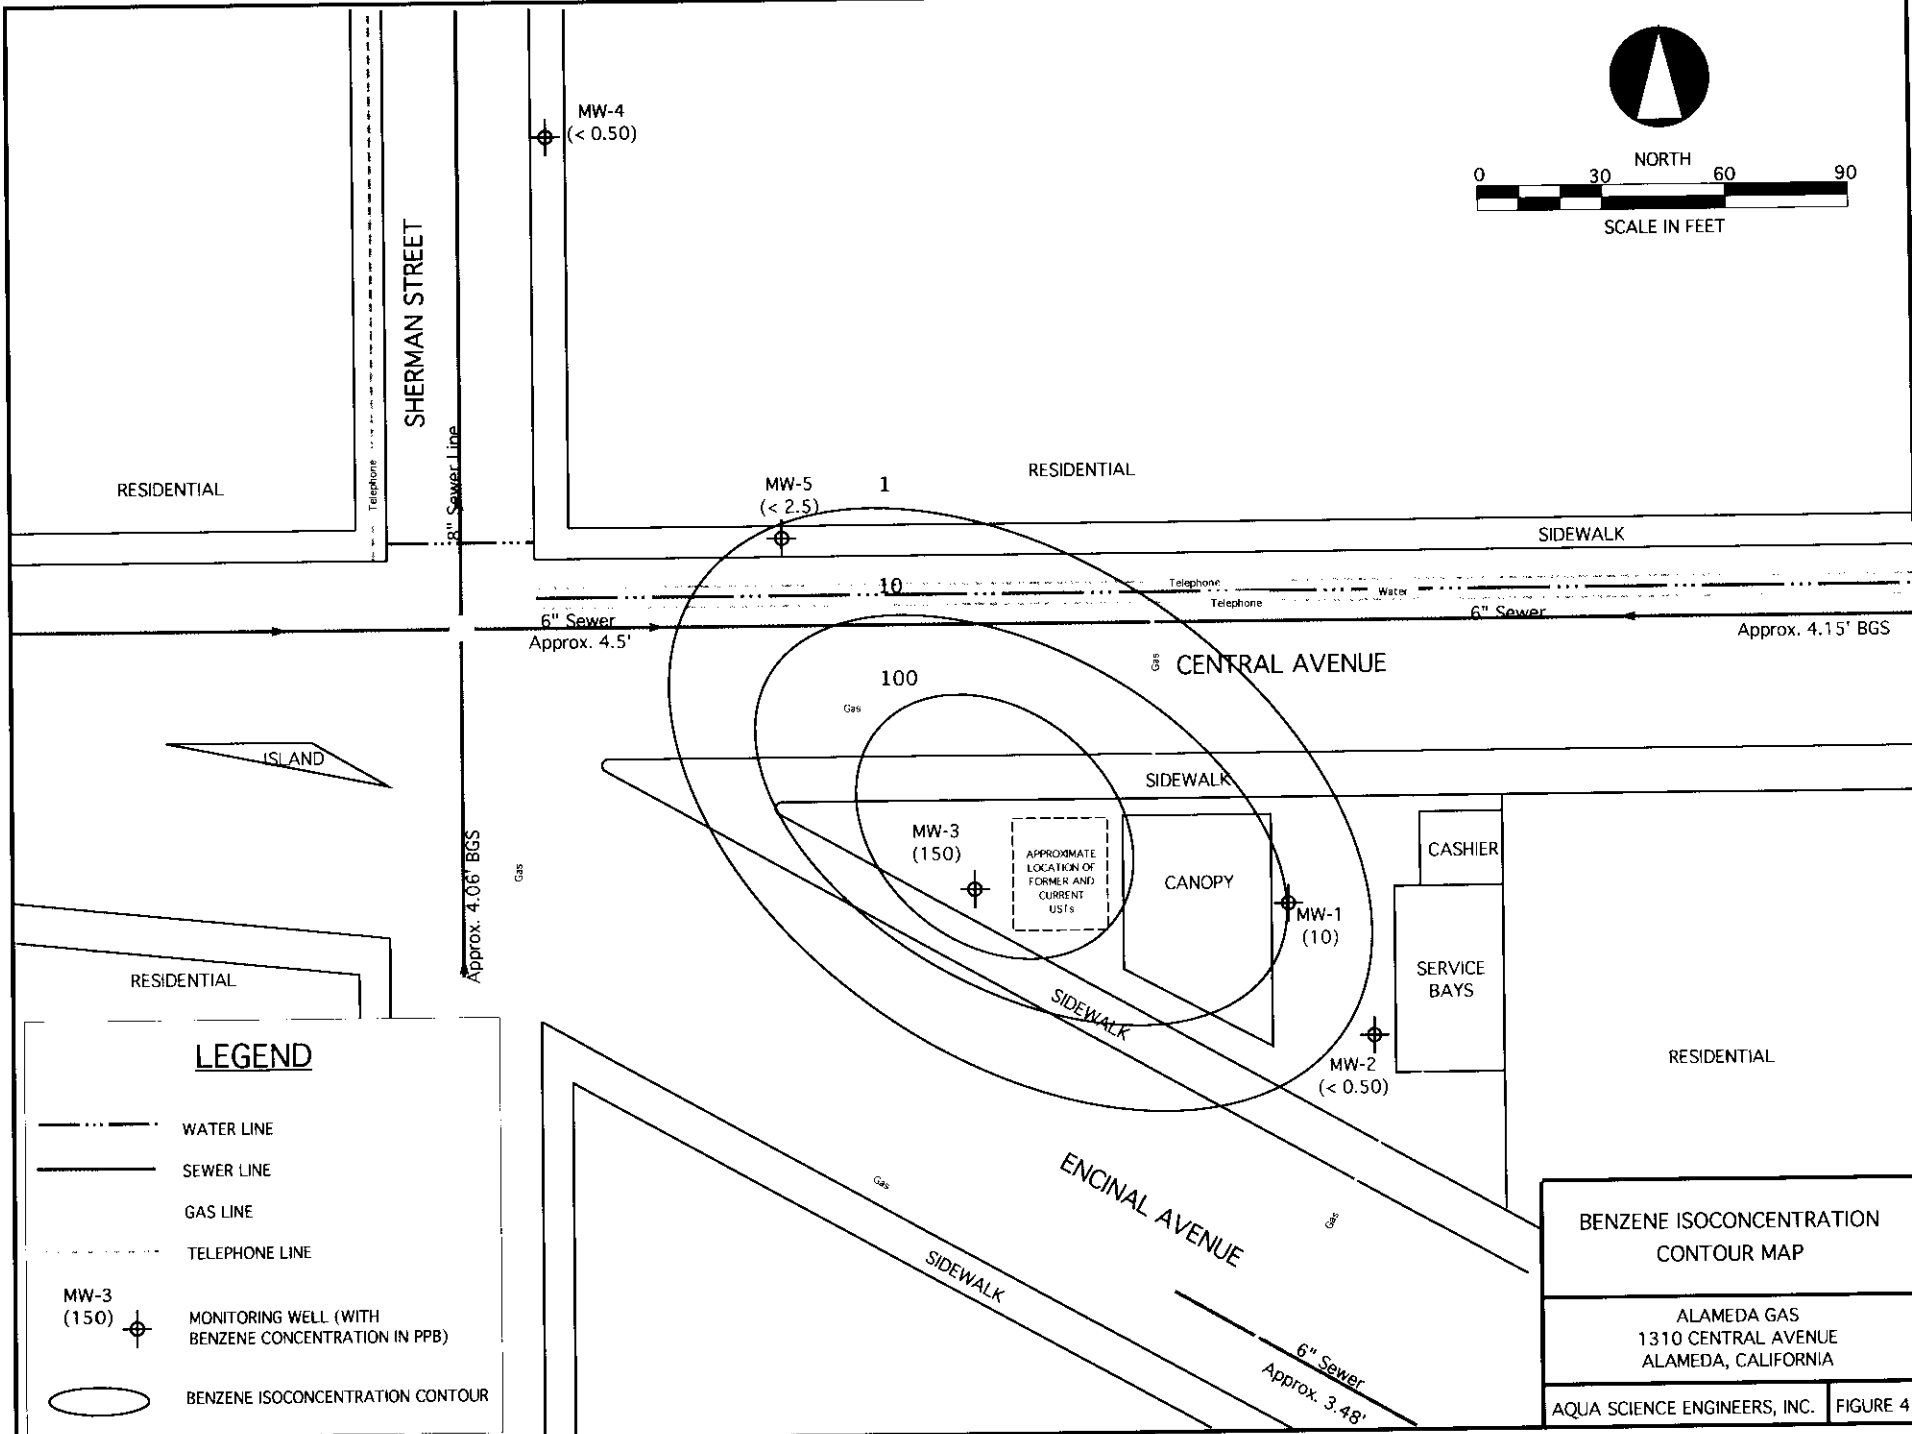 MW-4
(< 0.50)
NORTH
0 30 60 90
SCALE IN FEET
SHERMAN STREET
Telephone
8" Sewer Line
RESIDENTIAL
MW-5
(< 2.5)
1
RESIDENTIAL
SIDEWALK
10
Telephone
Telephone
Water
6" Sewer
Approx. 4.5'
6" Sewer
Approx. 4.15' BGS
Gas
CENTRAL AVENUE
100
Gas
ISLAND
SIDEWALK
MW-3
(150)
APPROXIMATE
LOCATION OF
FORMER AND
CURRENT
USTs
CANOPY
CASHIER
MW-1
(10)
Approx. 4.06' BGS
Gas
SERVICE
BAYS
RESIDENTIAL
SIDEWALK
MW-2
(< 0.50)
RESIDENTIAL
LEGEND
WATER LINE
SEWER LINE
GAS LINE
TELEPHONE LINE
MW-3
(150)
MONITORING WELL (WITH
BENZENE CONCENTRATION IN PPB)
BENZENE ISOCONCENTRATION CONTOUR
Gas
ENCINAL AVENUE
Gas
SIDEWALK
6" Sewer
Approx. 3.48'
BENZENE ISOCONCENTRATION
CONTOUR MAP
ALAMEDA GAS
1310 CENTRAL AVENUE
ALAMEDA, CALIFORNIA
AQUA SCIENCE ENGINEERS, INC.
FIGURE 4